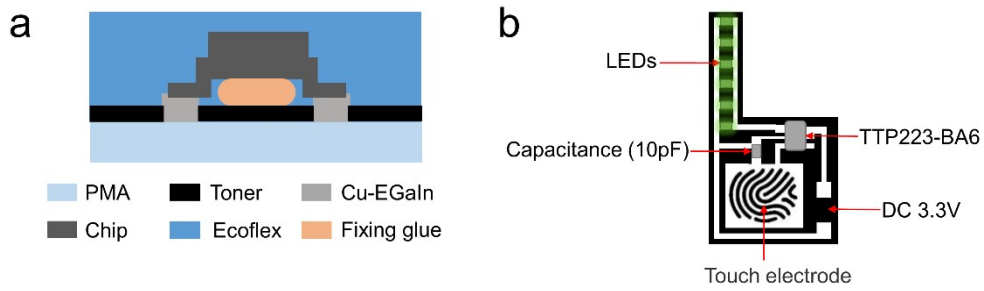 a
PMA
Toner
Cu-EGaIn
Chip
Ecoflex
Fixing glue
b
LEDs
TTP223-BA6
Capacitance (10pF)
DC 3.3V
Touch electrode